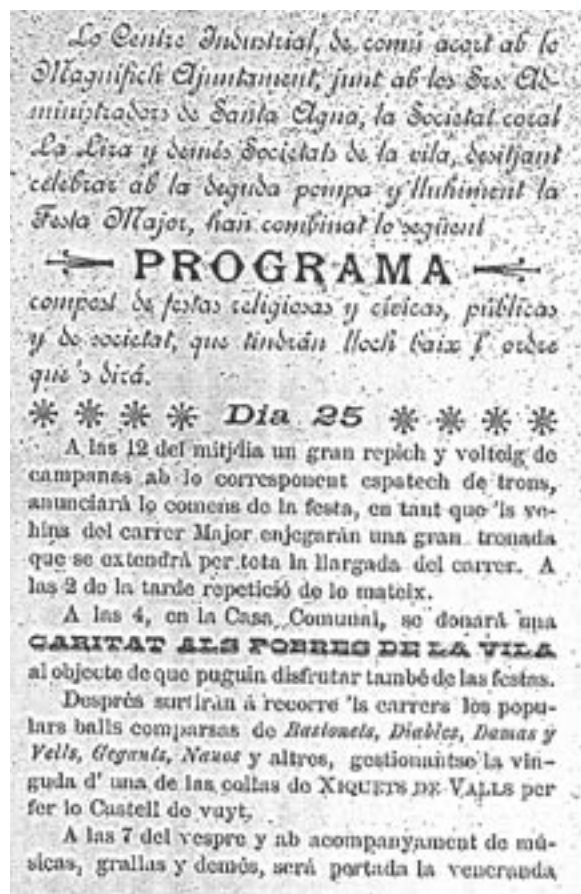 Lo Centre Industrial, de comú acort ab lo
Magnífich Ajuntament, junt ab los Srs. Ad-
ministradors de Santa Agna, la Societat coral
La Lira y demés Societats de la vila, desitjant
celebrar ab la deguda pompa y lluhiment la
Festa Major, han combinat lo següent
PROGRAMA
compost de festas religiosas y cívicas, públicas
y de societat, que tindrán lloch baix l' ordre
que 's dirá.
Dia 25
A las 12 del mitjdia un gran repich y volteig de
campanas ab lo corresponent espatech de trons,
anunciará lo comens de la festa, en tant que 'ls ve-
hins del carrer Major enjegarán una gran tronada
que se extendrá per tota la llargada del carrer. A
las 2 de la tarde repetició de lo mateix.
A las 4, en la Casa Comunal, se donará una
CARITAT ALS POBRES DE LA VILA
al objecte de que puguin disfrutar també de las festas.
Després surtirán á recorre 'ls carrers los popu-
lars balls comparsas de Bastonets, Diables, Damas y
Vells, Gegants, Nanos y altres, gestionantse la vin-
guda d' una de las collas de XIQUETS DE VALLS per
fer lo Castell de vuyt,
A las 7 del vespre y ab acompanyament de mú-
sicas, grallas y demés, será portada la veneranda